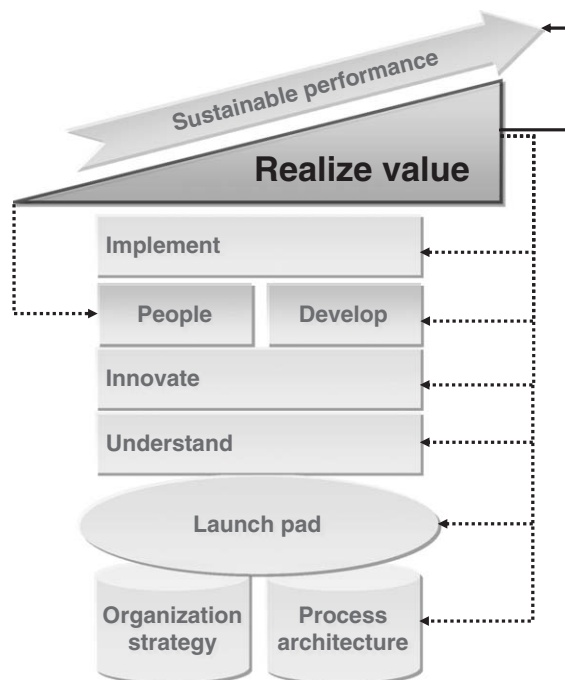 Sustainable performance
Realize value
Implement
People
Develop
Innovate
Understand
Launch pad
Organization
strategy
Process
architecture